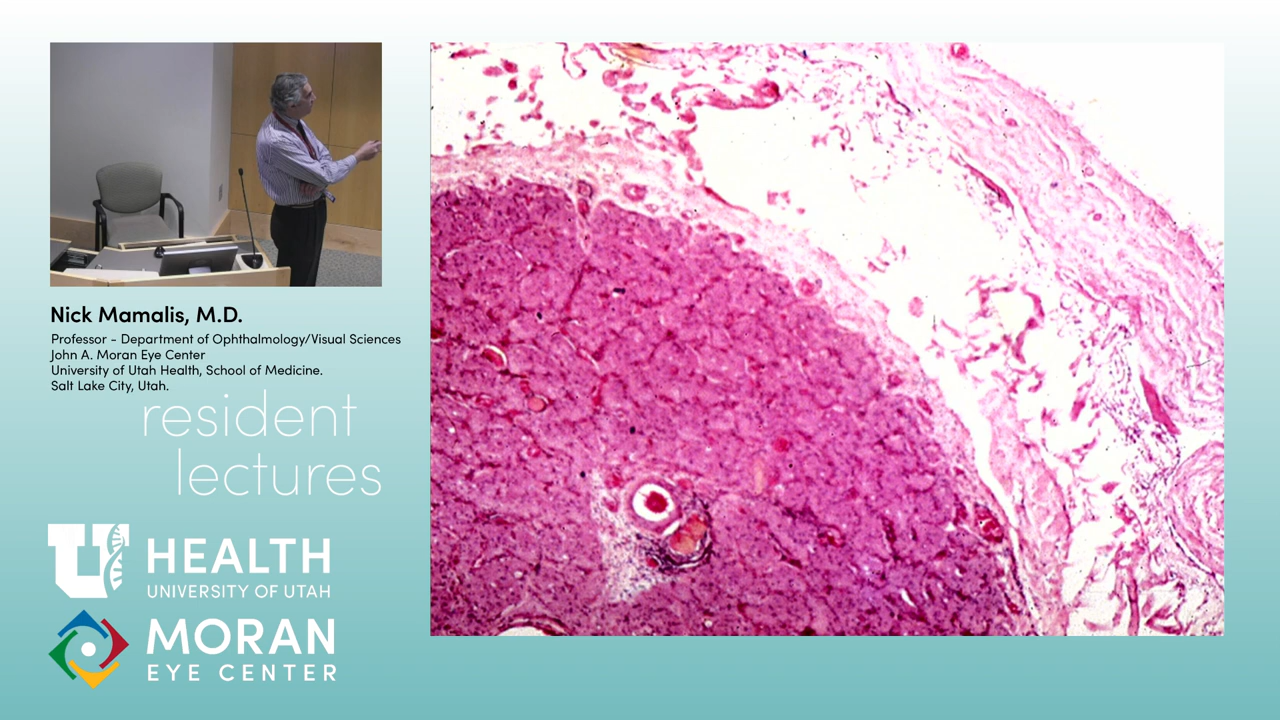 Nick Mamalis, M.D.
Professor - Department of Ophthalmology/Visual Sciences
John A. Moran Eye Center
University of Utah Health, School of Medicine.
Salt Lake City, Utah.
resident
lectures
U HEALTH
UNIVERSITY OF UTAH
MORAN
EYE CENTER